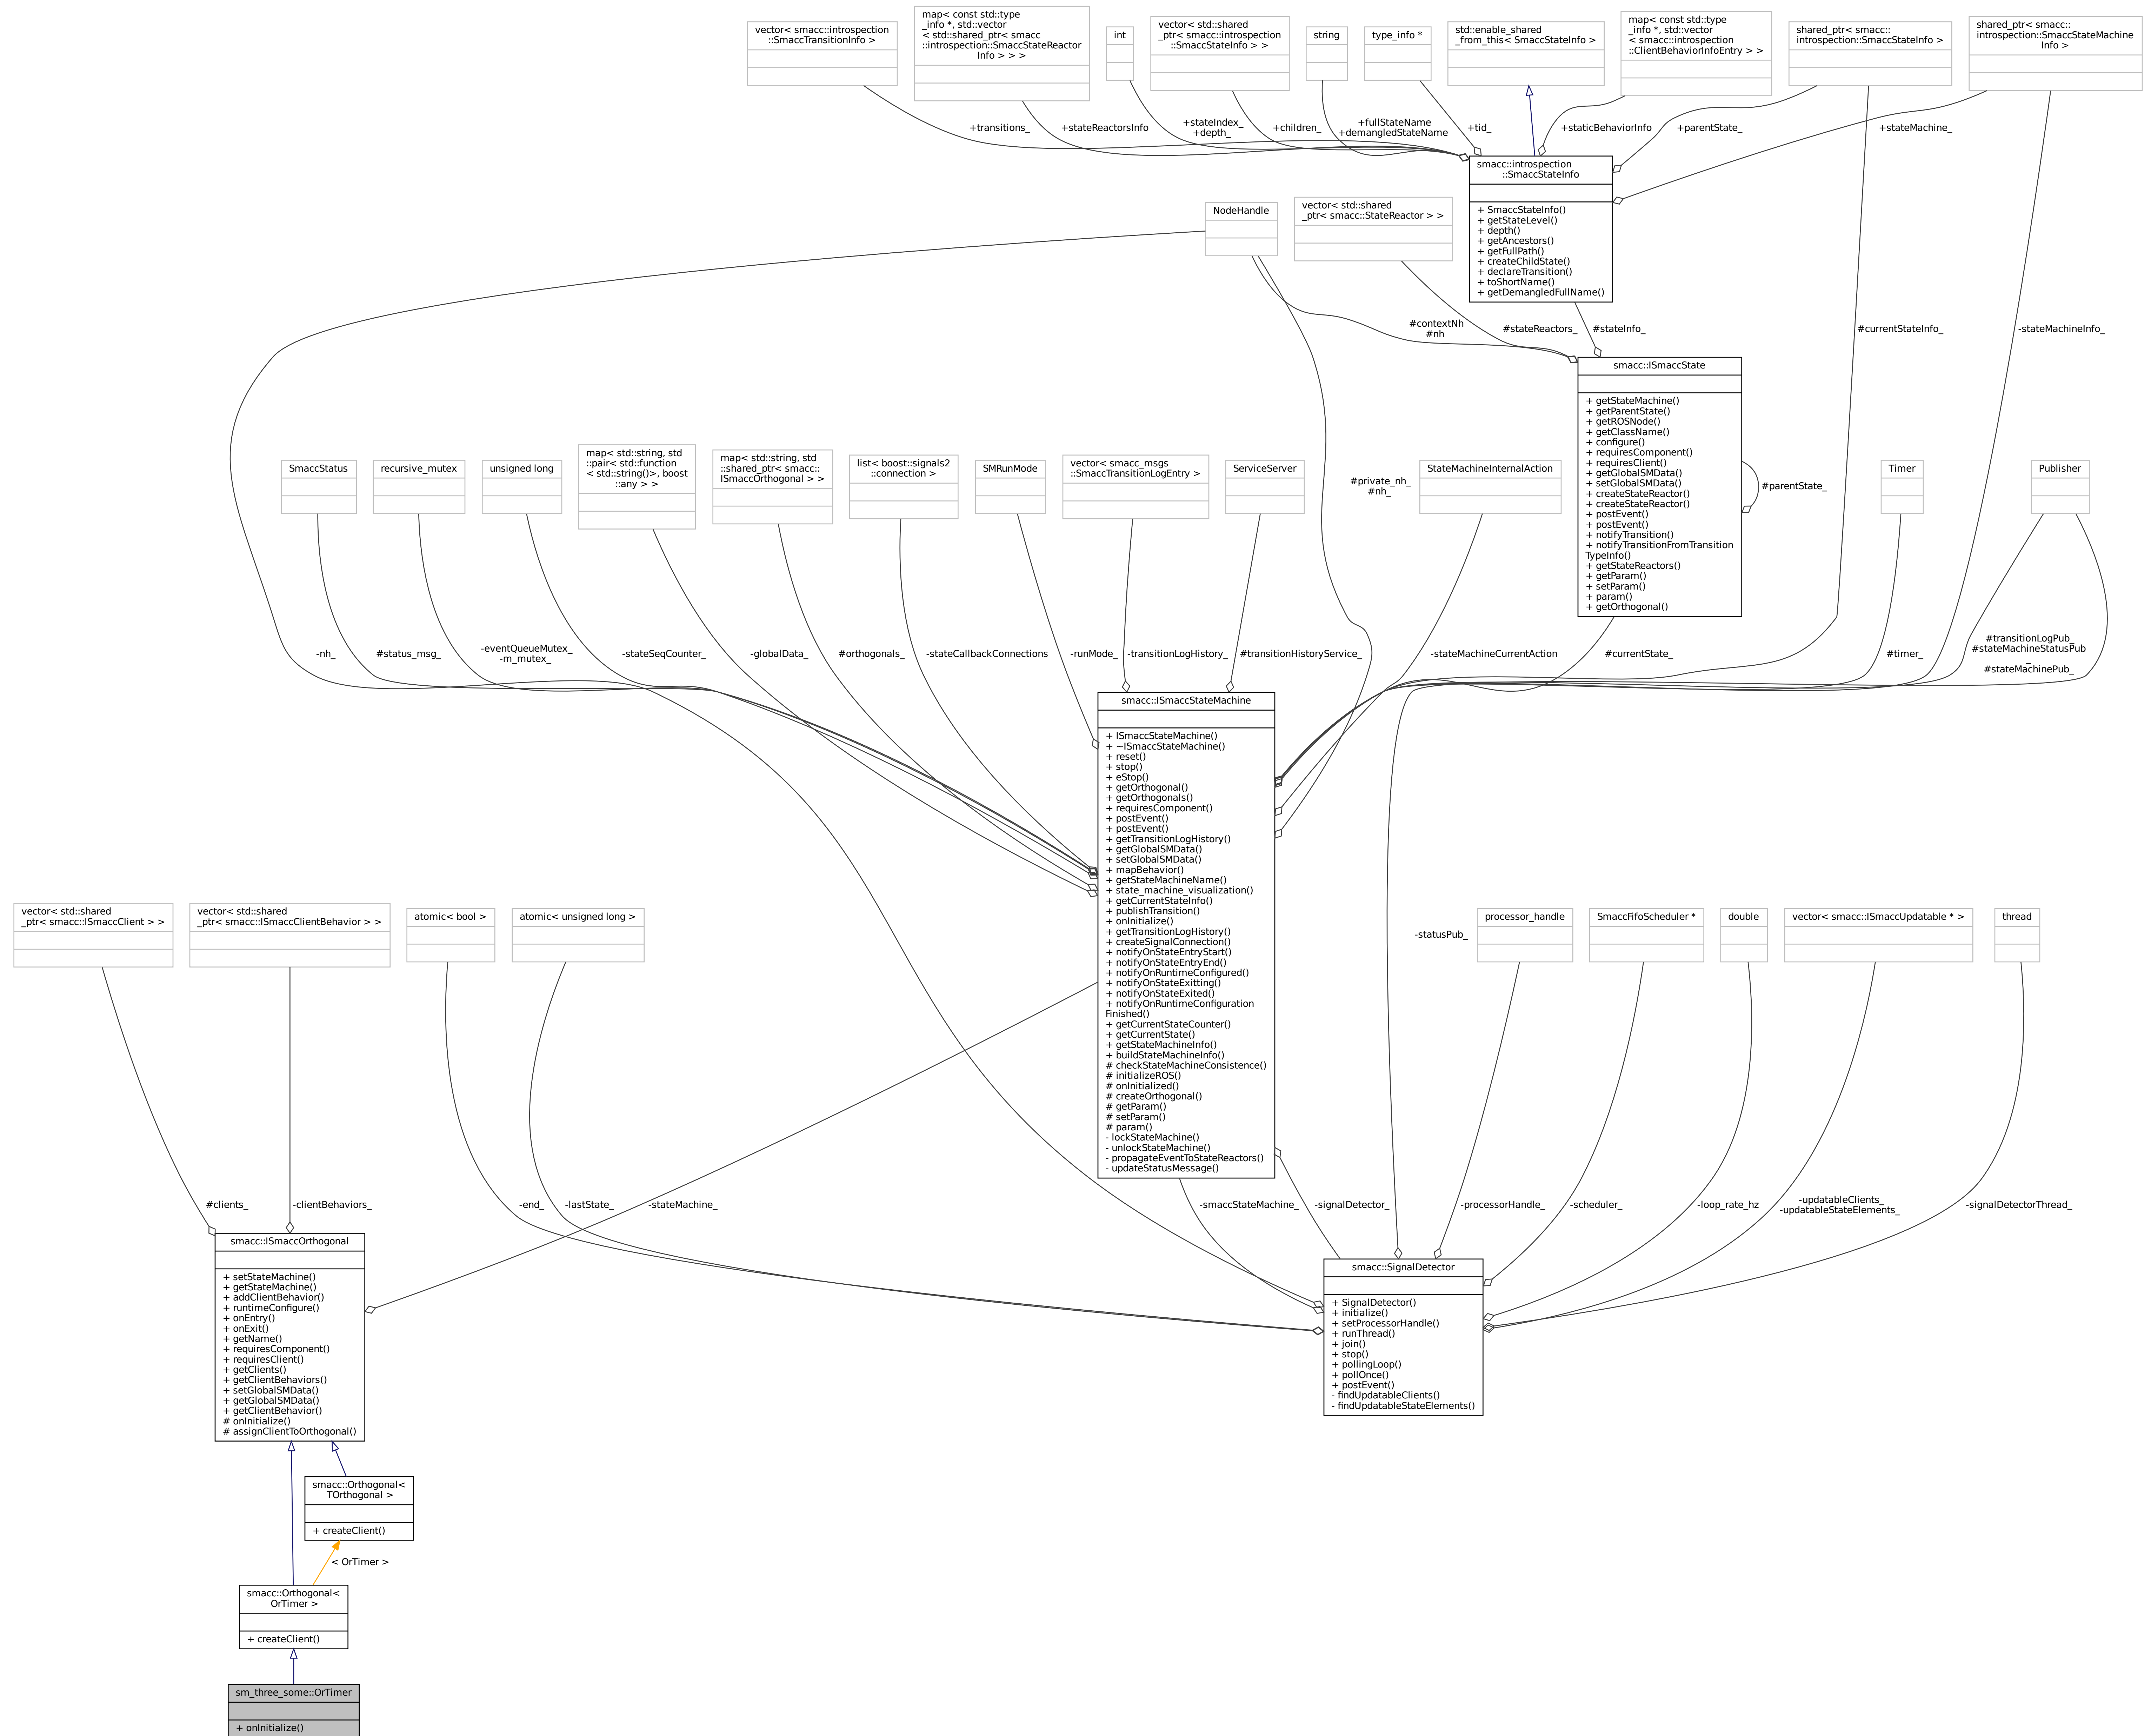 vector< smacc::introspection
::SmaccTransitionInfo >
map< const std::type
_info *, std::vector
< std::shared_ptr< smacc
::introspection::SmaccStateReactor
Info > > >
int
vector< std::shared
_ptr< smacc::introspection
::SmaccStateInfo > >
string
type_info *
std::enable_shared
_from_this< SmaccStateInfo >
map< const std::type
_info *, std::vector
< smacc::introspection
::ClientBehaviorInfoEntry > >
shared_ptr< smacc::
introspection::SmaccStateInfo >
shared_ptr< smacc::
introspection::SmaccStateMachine
Info >
+transitions_
+stateReactorsInfo
+stateIndex_
+depth_
+children_
+fullStateName
+demangledStateName
+tid_
+staticBehaviorInfo
+parentState_
+stateMachine_
smacc::introspection
::SmaccStateInfo
+ SmaccStateInfo()
+ getStateLevel()
+ depth()
+ getAncestors()
+ getFullPath()
+ createChildState()
+ declareTransition()
+ toShortName()
+ getDemangledFullName()
NodeHandle
vector< std::shared
_ptr< smacc::StateReactor > >
#contextNh
#nh
#stateReactors_
#stateInfo_
#currentStateInfo_
-stateMachineInfo_
smacc::ISmaccState
+ getStateMachine()
+ getParentState()
+ getROSNode()
+ getClassName()
+ configure()
+ requiresComponent()
+ requiresClient()
+ getGlobalSMData()
+ setGlobalSMData()
+ createStateReactor()
+ createStateReactor()
+ postEvent()
+ postEvent()
+ notifyTransition()
+ notifyTransitionFromTransition
TypeInfo()
+ getStateReactors()
+ getParam()
+ setParam()
+ param()
+ getOrthogonal()
#parentState_
SmaccStatus
recursive_mutex
unsigned long
map< std::string, std
::pair< std::function
< std::string()>, boost
::any > >
map< std::string, std
::shared_ptr< smacc::
ISmaccOrthogonal > >
list< boost::signals2
::connection >
SMRunMode
vector< smacc_msgs
::SmaccTransitionLogEntry >
ServiceServer
#private_nh_
#nh_
StateMachineInternalAction
Timer
Publisher
-nh_
#status_msg_
-eventQueueMutex_
-m_mutex_
-stateSeqCounter_
-globalData_
#orthogonals_
-stateCallbackConnections
-runMode_
-transitionLogHistory_
#transitionHistoryService_
-stateMachineCurrentAction
#currentState_
#timer_
#transitionLogPub_
#stateMachineStatusPub
_
#stateMachinePub_
smacc::ISmaccStateMachine
+ ISmaccStateMachine()
+ ~ISmaccStateMachine()
+ reset()
+ stop()
+ eStop()
+ getOrthogonal()
+ getOrthogonals()
+ requiresComponent()
+ postEvent()
+ postEvent()
+ getTransitionLogHistory()
+ getGlobalSMData()
+ setGlobalSMData()
+ mapBehavior()
+ getStateMachineName()
+ state_machine_visualization()
+ getCurrentStateInfo()
+ publishTransition()
+ onInitialize()
+ getTransitionLogHistory()
+ createSignalConnection()
+ notifyOnStateEntryStart()
+ notifyOnStateEntryEnd()
+ notifyOnRuntimeConfigured()
+ notifyOnStateExitting()
+ notifyOnStateExited()
+ notifyOnRuntimeConfiguration
Finished()
+ getCurrentStateCounter()
+ getCurrentState()
+ getStateMachineInfo()
+ buildStateMachineInfo()
# checkStateMachineConsistence()
# initializeROS()
# onInitialized()
# createOrthogonal()
# getParam()
# setParam()
# param()
- lockStateMachine()
- unlockStateMachine()
- propagateEventToStateReactors()
- updateStatusMessage()
vector< std::shared
_ptr< smacc::ISmaccClient > >
vector< std::shared
_ptr< smacc::ISmaccClientBehavior > >
atomic< bool >
atomic< unsigned long >
-statusPub_
processor_handle
SmaccFifoScheduler *
double
vector< smacc::ISmaccUpdatable * >
thread
#clients_
-clientBehaviors_
-end_
-lastState_
-stateMachine_
-smaccStateMachine_
-signalDetector_
-processorHandle_
-scheduler_
-loop_rate_hz
-updatableClients_
-updatableStateElements_
-signalDetectorThread_
smacc::ISmaccOrthogonal
+ setStateMachine()
+ getStateMachine()
+ addClientBehavior()
+ runtimeConfigure()
+ onEntry()
+ onExit()
+ getName()
+ requiresComponent()
+ requiresClient()
+ getClients()
+ getClientBehaviors()
+ setGlobalSMData()
+ getGlobalSMData()
+ getClientBehavior()
# onInitialize()
# assignClientToOrthogonal()
smacc::SignalDetector
+ SignalDetector()
+ initialize()
+ setProcessorHandle()
+ runThread()
+ join()
+ stop()
+ pollingLoop()
+ pollOnce()
+ postEvent()
- findUpdatableClients()
- findUpdatableStateElements()
smacc::Orthogonal<
TOrthogonal >
+ createClient()
< OrTimer >
smacc::Orthogonal<
OrTimer >
+ createClient()
sm_three_some::OrTimer
+ onInitialize()